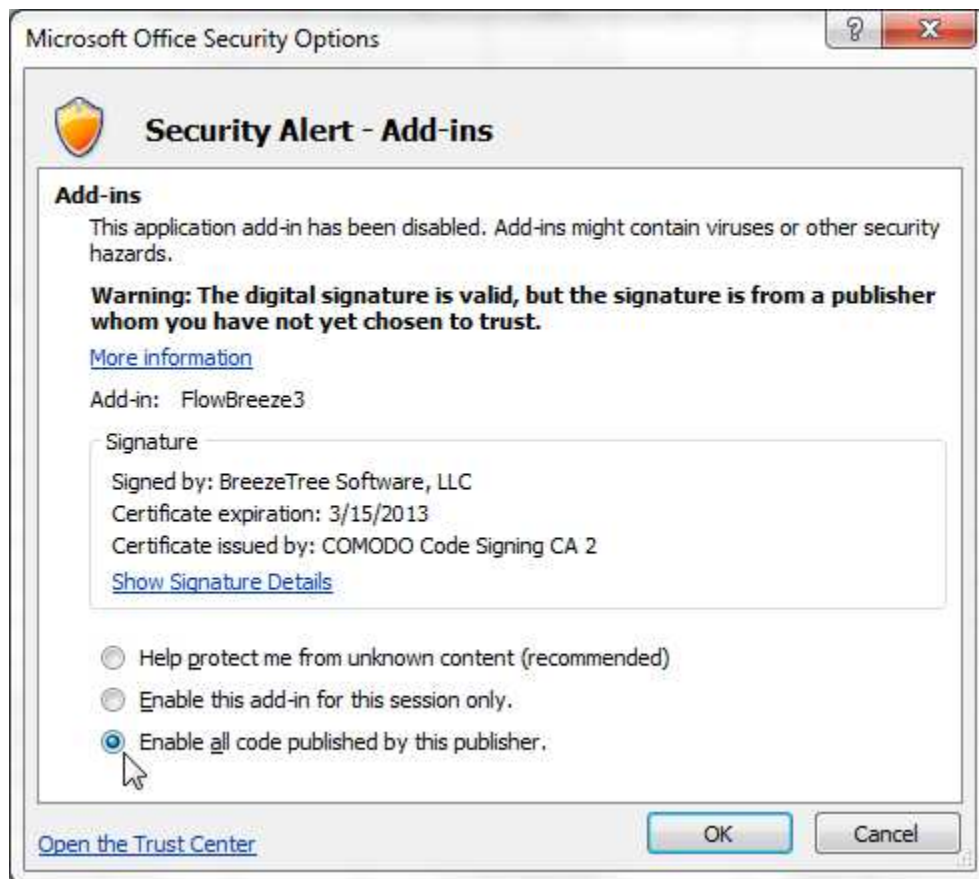 Microsoft Office Security Options
?
Security Alert - Add-ins
Add-ins
This application add-in has been disabled. Add-ins might contain viruses or other security
hazards.
Warning: The digital signature is valid, but the signature is from a publisher
whom you have not yet chosen to trust.
More information
Add-in: FlowBreeze3
Signature
Signed by: BreezeTree Software, LLC
Certificate expiration: 3/15/2013
Certificate issued by: COMODO Code Signing CA 2
Show Signature Details
Help protect me from unknown content (recommended)
Enable this add-in for this session only.
Enable all code published by this publisher.
Open the Trust Center
OK
Cancel